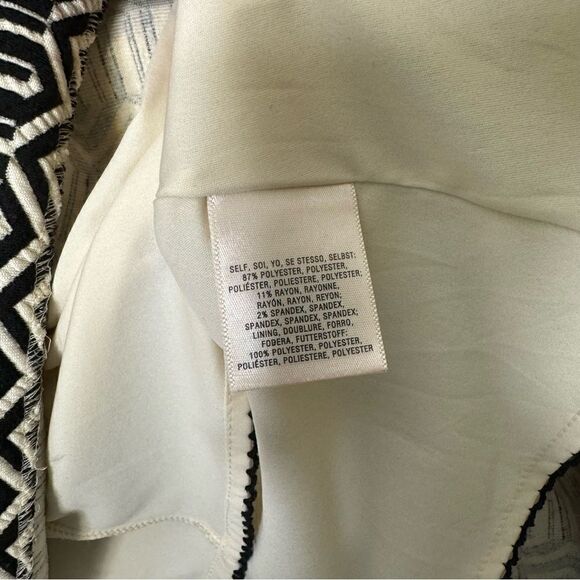 SELF, SOI, YO, SE STESSO, SELBST:
87% POLYESTER, POLYESTER,
POLIÉSTER, POLIESTERE, POLYESTER;
11% RAYON, RAYONNE,
RAYÓN, RAYON, REYON;
2% SPANDEX, SPANDEX,
SPANDEX, SPANDEX, SPANDEX;
LINING, DOUBLURE, FORRO,
FODERA, FUTTERSTOFF:
100% POLYESTER, POLYESTER,
POLIÉSTER, POLIESTERE, POLYESTER